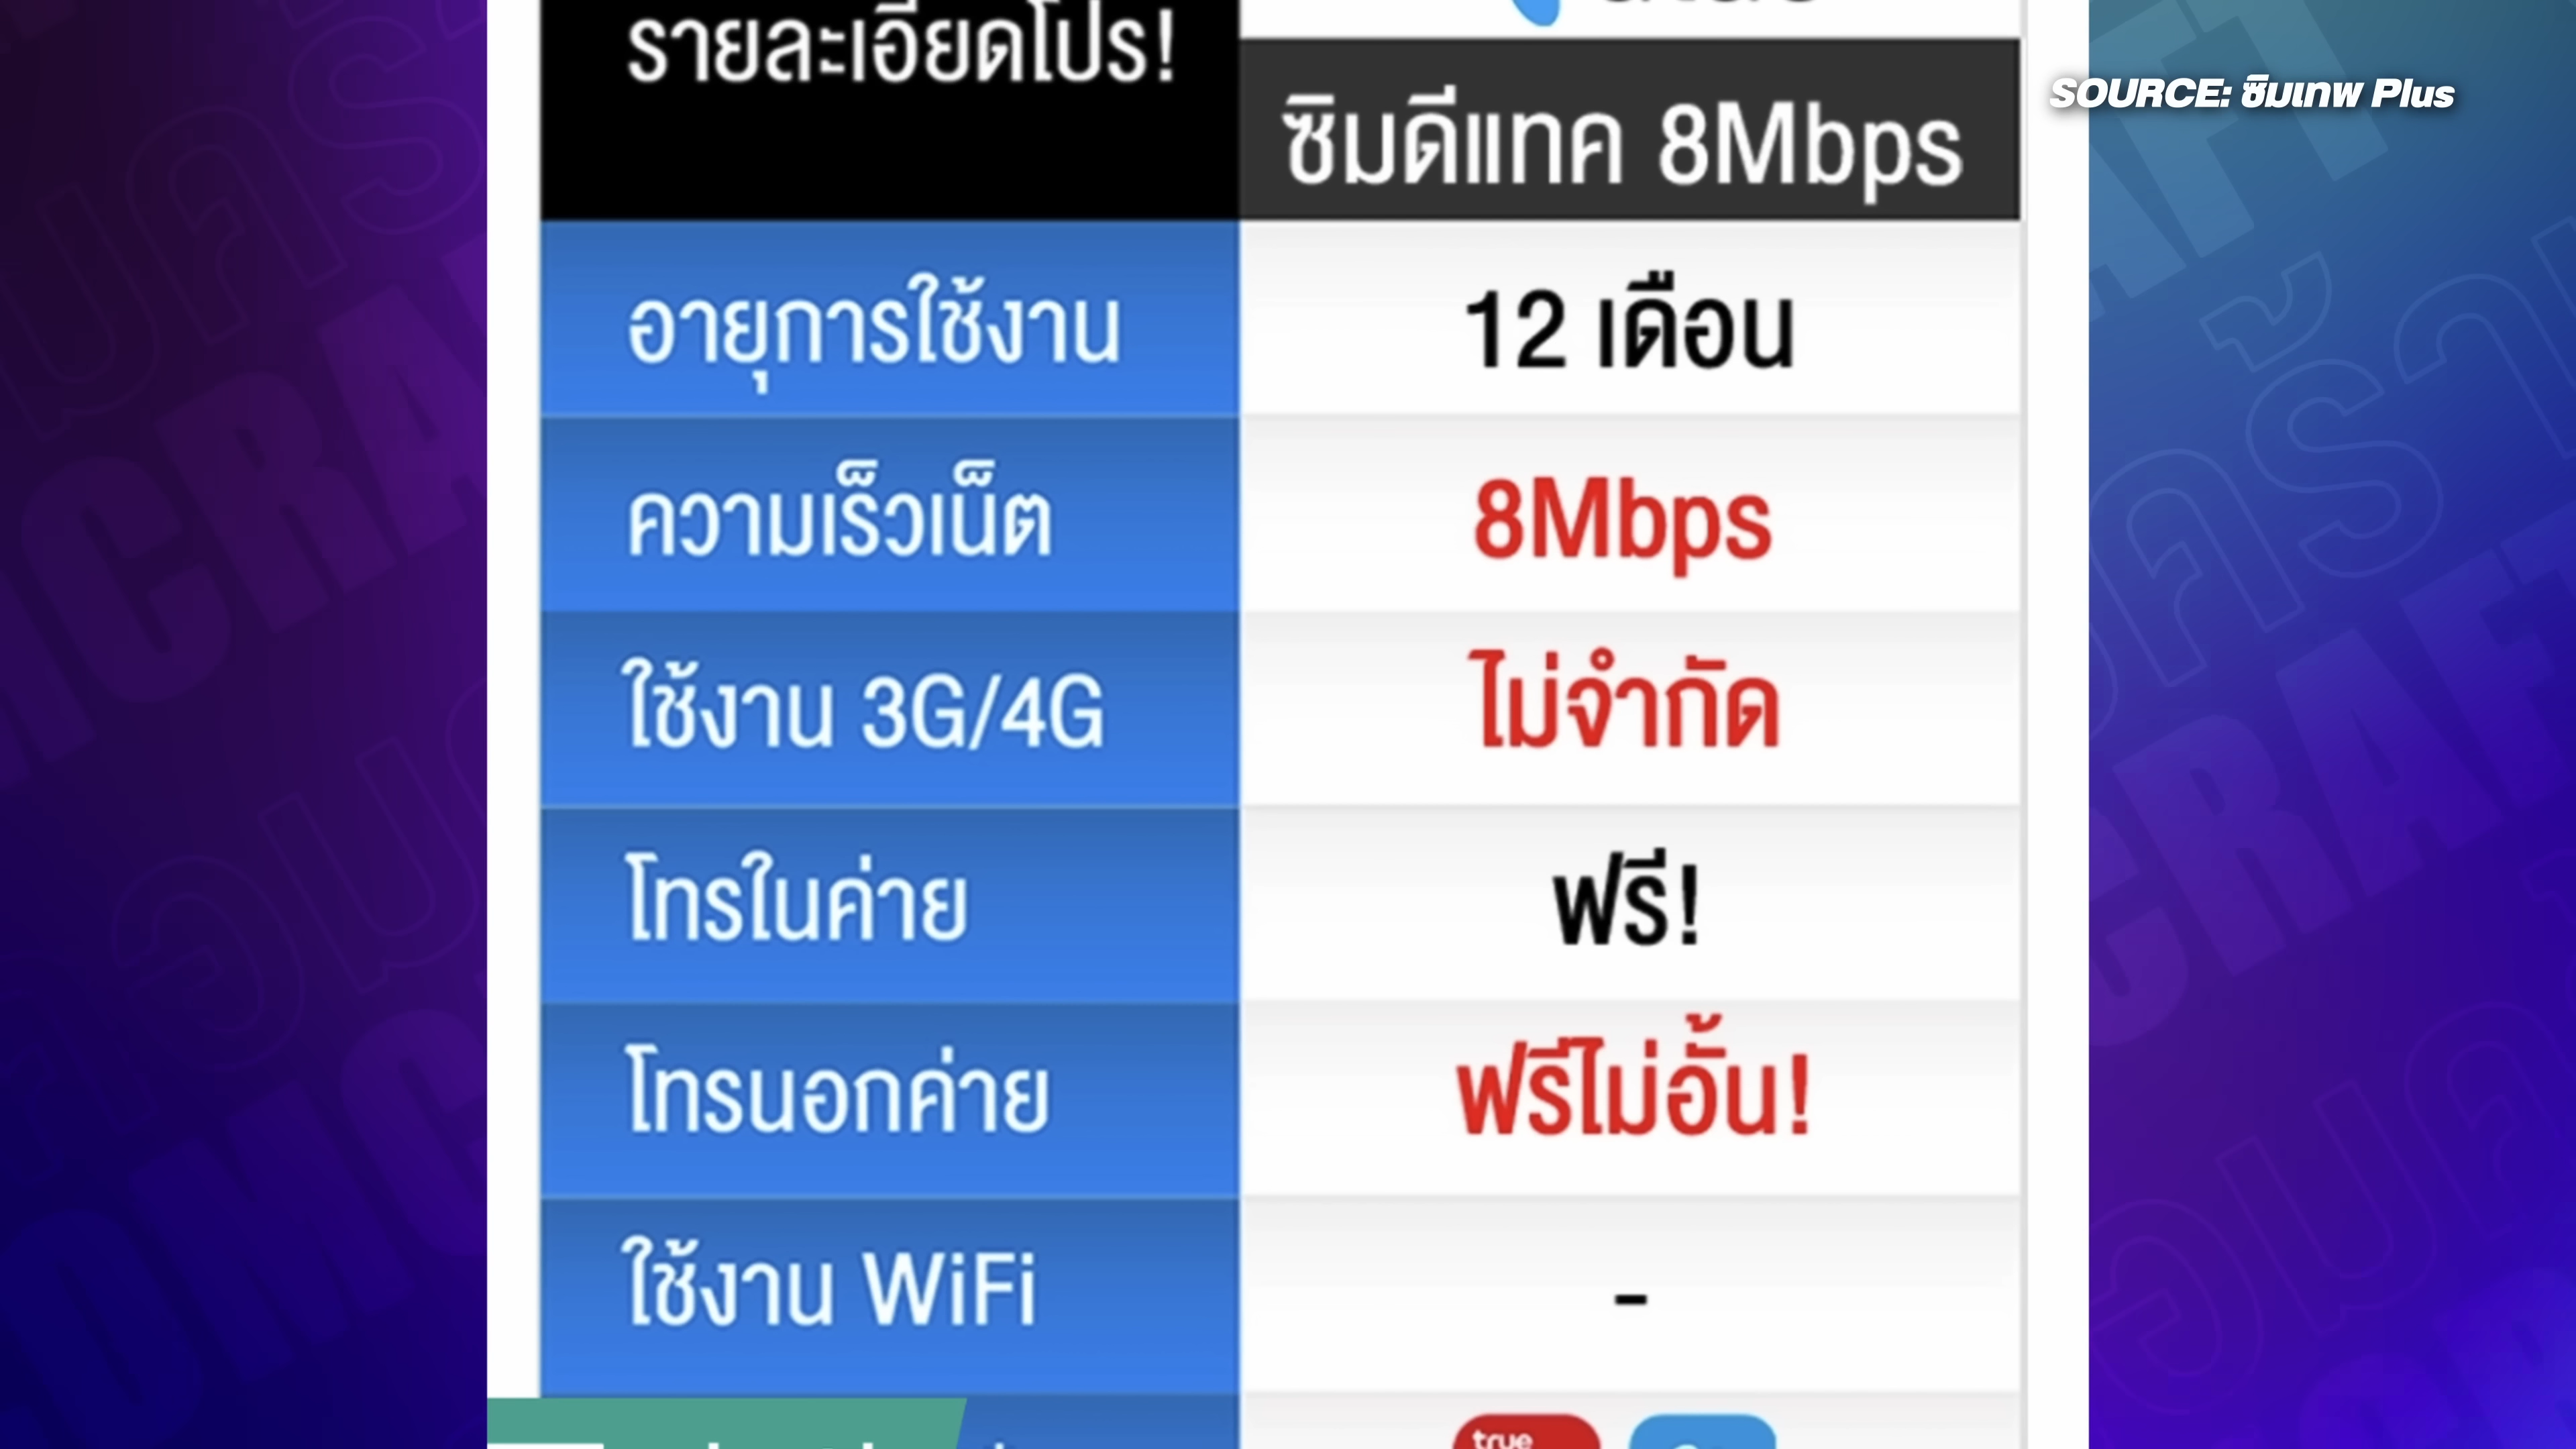 รายละเอียดโปร!
ซิมดีแทค 8Mbps
SOURCE: ซิมเทพ Plus
อายุการใช้งาน 12 เดือน
ความเร็วเน็ต 8Mbps
ใช้งาน 3G/4G ไม่จำกัด
โทรในค่าย ฟรี!
โทรนอกค่าย ฟรีไม่อั้น!
ใช้งาน WiFi -
true